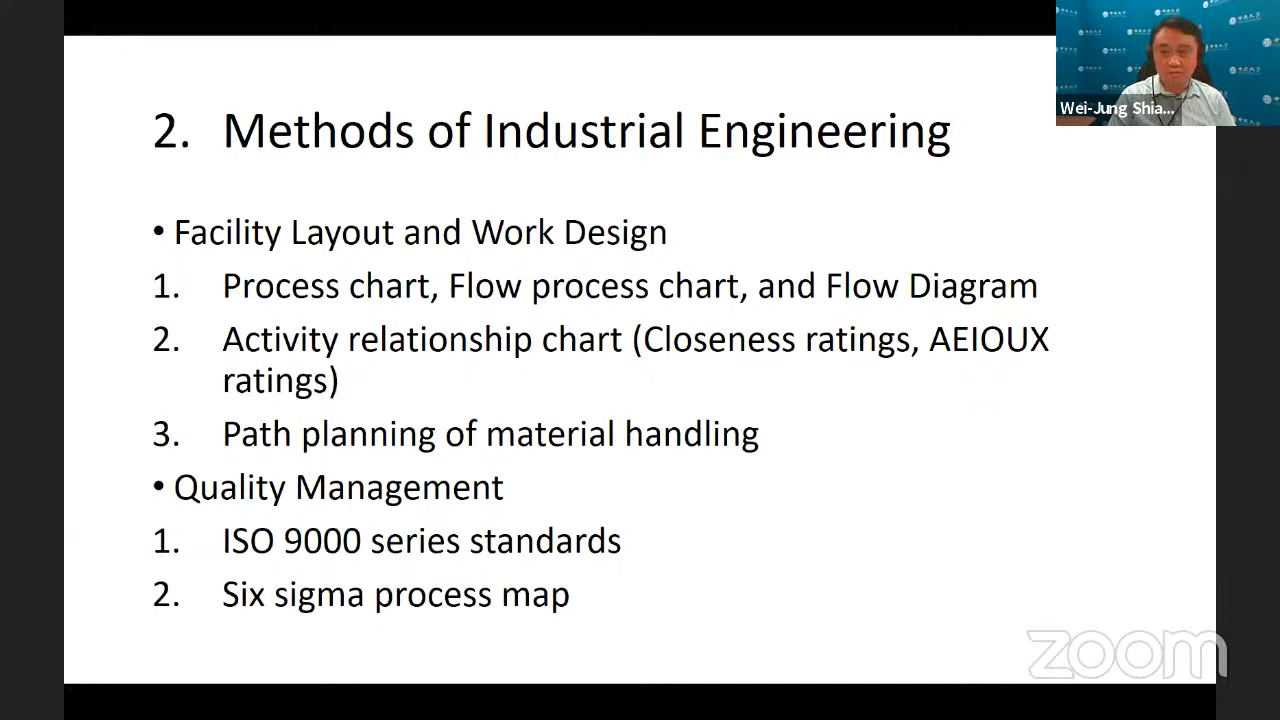 Wei-Jung Shia...
2. Methods of Industrial Engineering
• Facility Layout and Work Design
1. Process chart, Flow process chart, and Flow Diagram
2. Activity relationship chart (Closeness ratings, AEIOUX
ratings)
3. Path planning of material handling
• Quality Management
1. ISO 9000 series standards
2. Six sigma process map
zoom